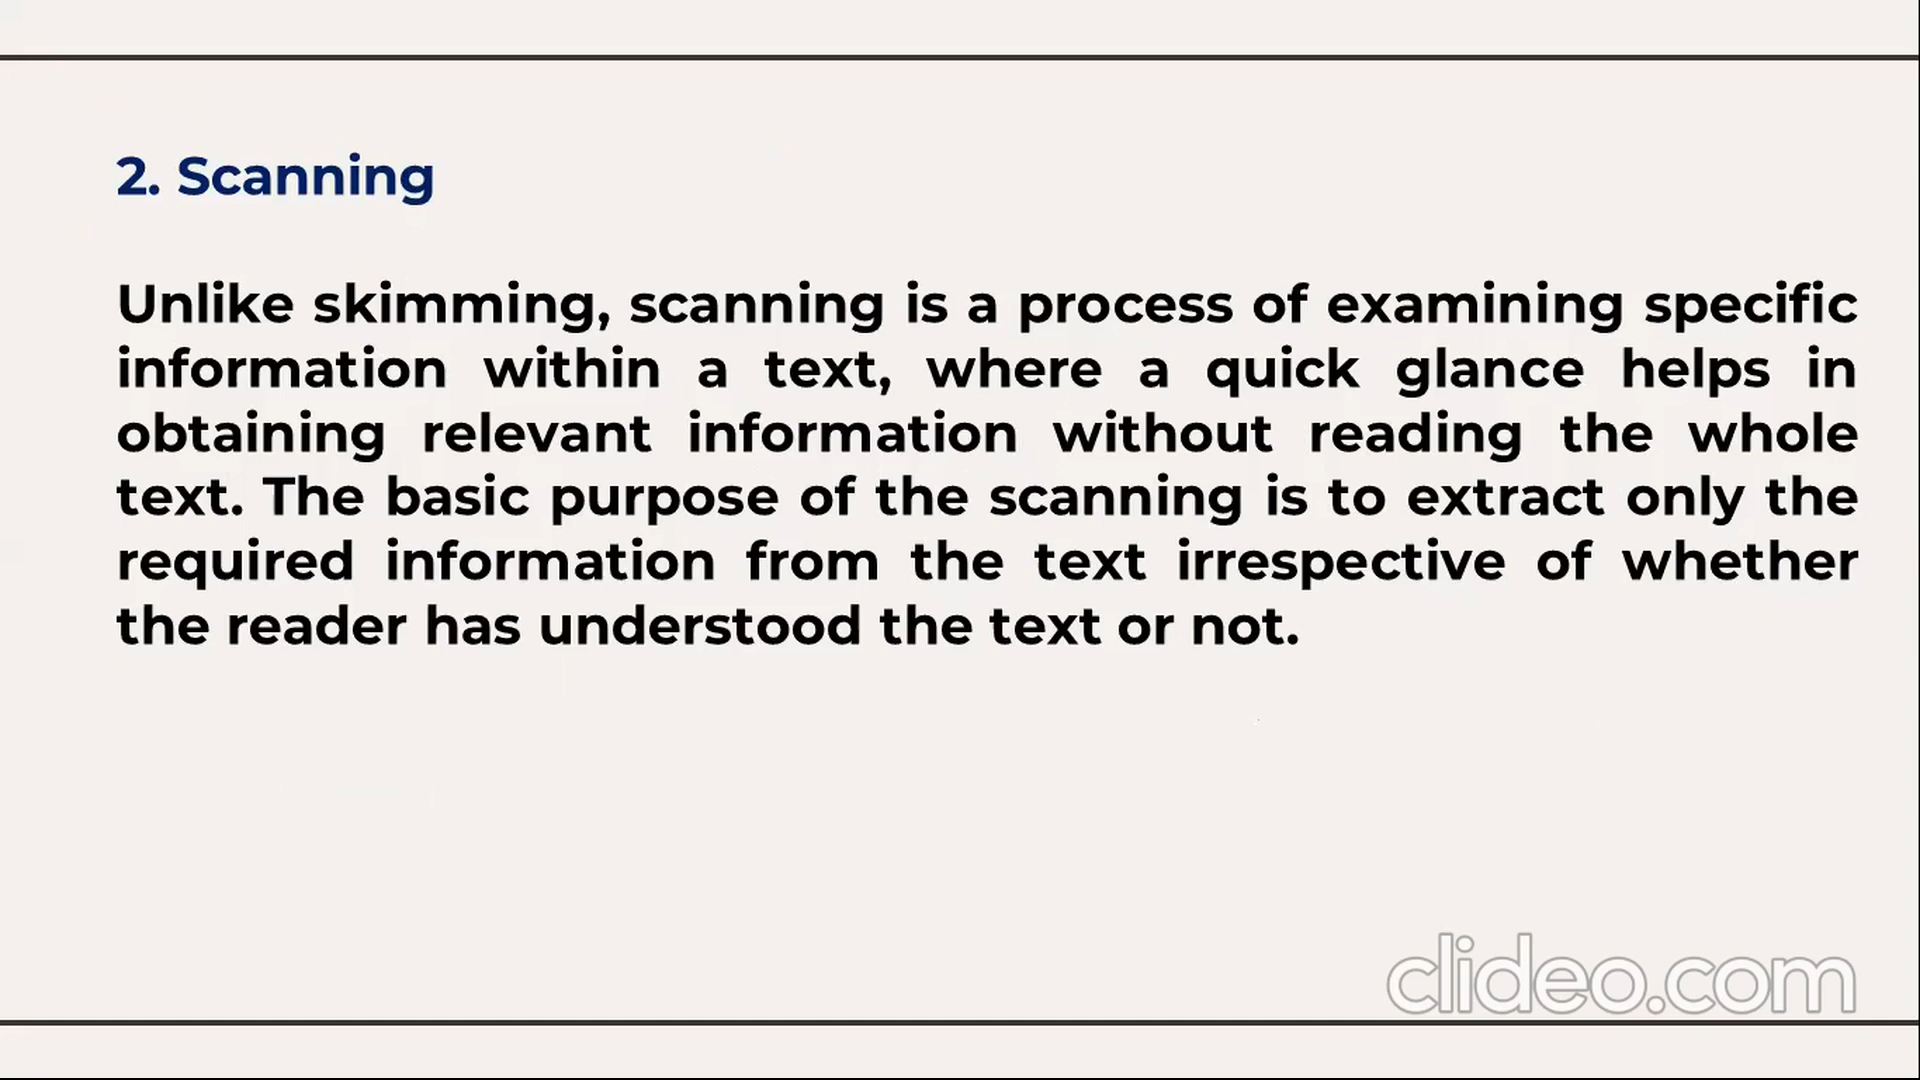 2. Scanning
Unlike skimming, scanning is a process of examining specific
information within a text, where a quick glance helps in
obtaining relevant information without reading the whole
text. The basic purpose of the scanning is to extract only the
required information from the text irrespective of whether
the reader has understood the text or not.
clideo.com